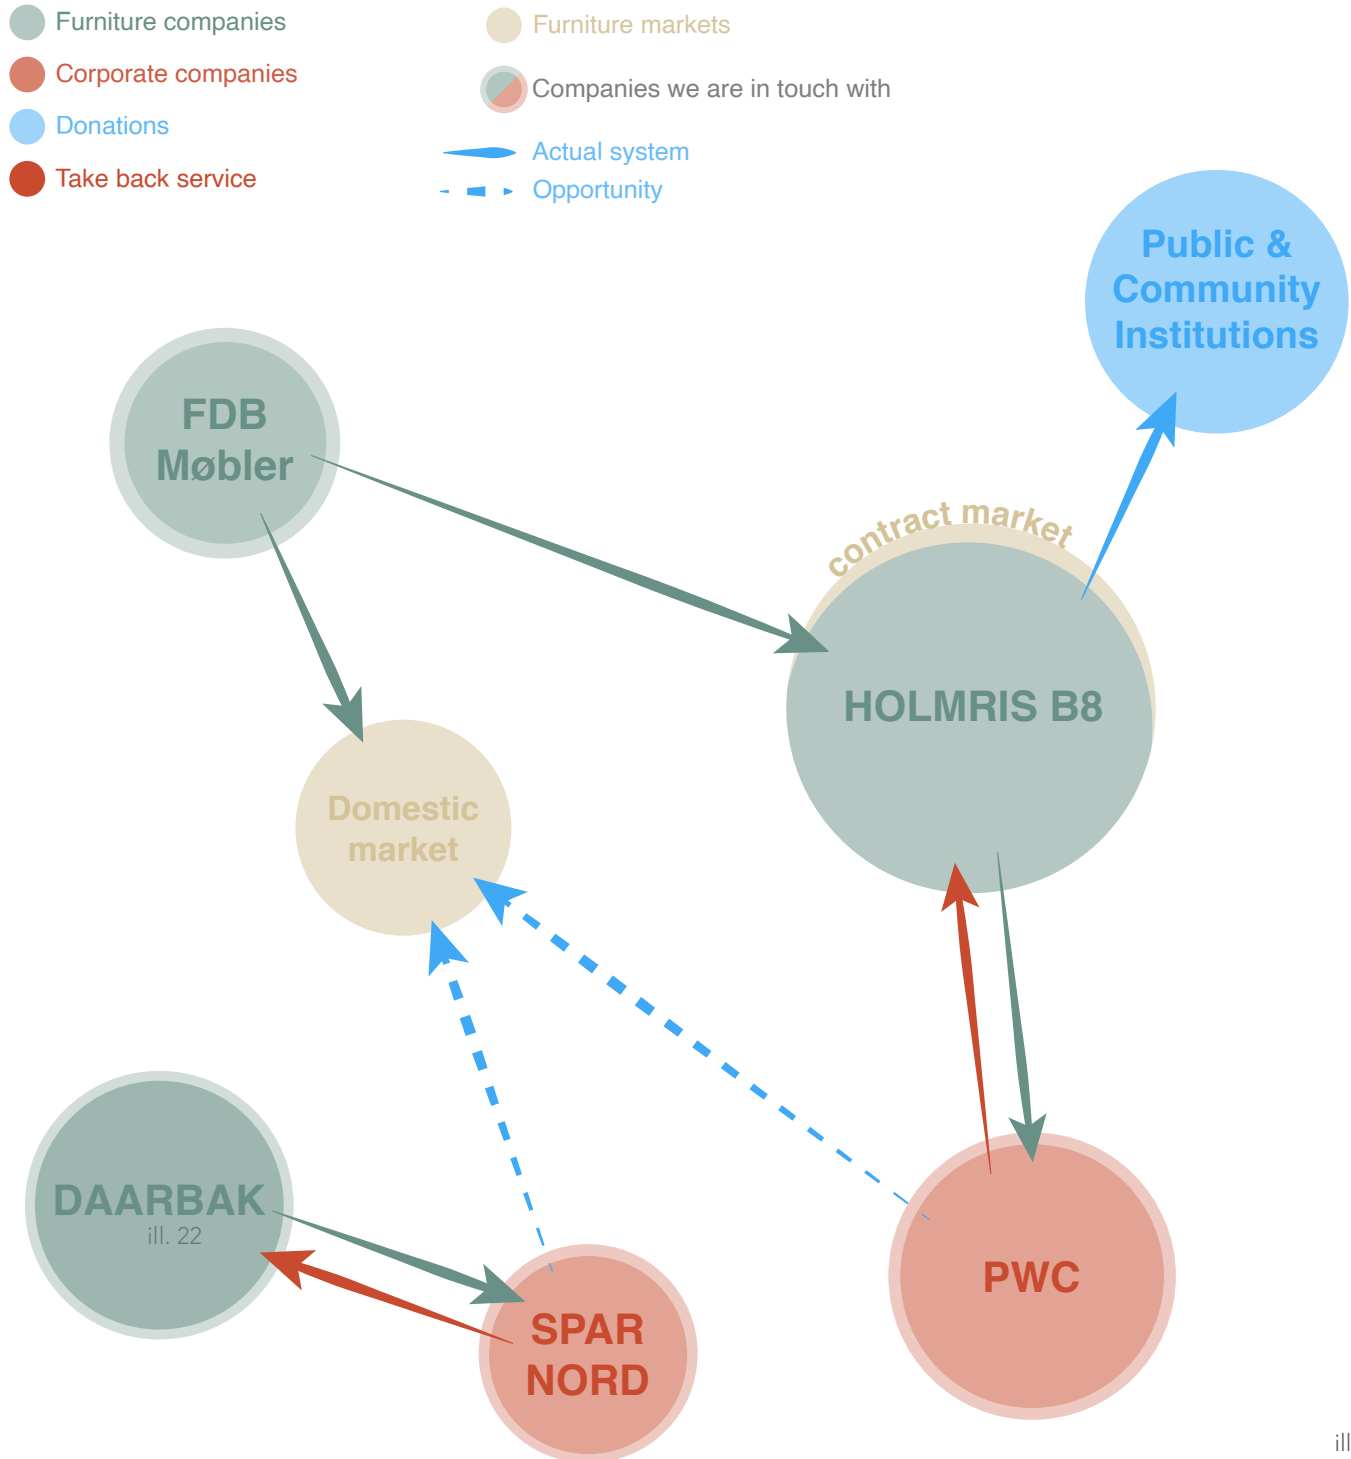 Furniture companies
Corporate companies
Donations
Take back service
Furniture markets
Companies we are in touch with
Actual system
Opportunity
Public &
Community
Institutions
FDB
Møbler
contract market
HOLMRIS B8
Domestic
market
DAARBAK
ill. 22
SPAR
NORD
PWC
ill